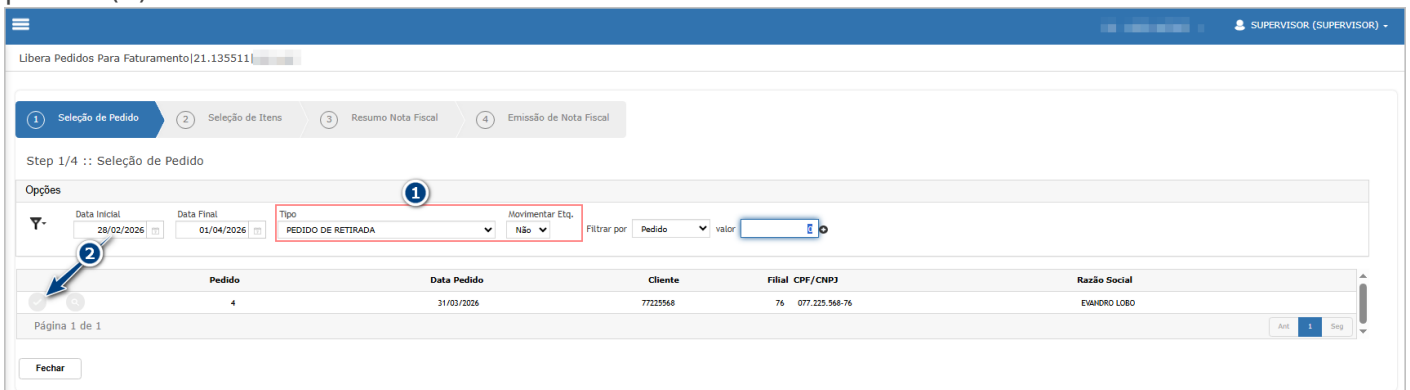 SUPERVISOR (SUPERVISOR)
Libera Pedidos Para Faturamento|21.135511|
1 Seleção de Pedido 2 Seleção de Itens 3 Resumo Nota Fiscal 4 Emissão de Nota Fiscal
Step 1/4 :: Seleção de Pedido
Opções
1
Data Inicial Data Final Tipo Movimentar Etq.
28/02/2026 01/04/2026 PEDIDO DE RETIRADA Não Filtrar por Pedido valor 0
2
Pedido Data Pedido Cliente Filial CPF/CNPJ Razão Social
4 31/03/2026 77225568 76 077.225.568-76 EVANDRO LOBO
Página 1 de 1 Ant 1 Seg
Fechar